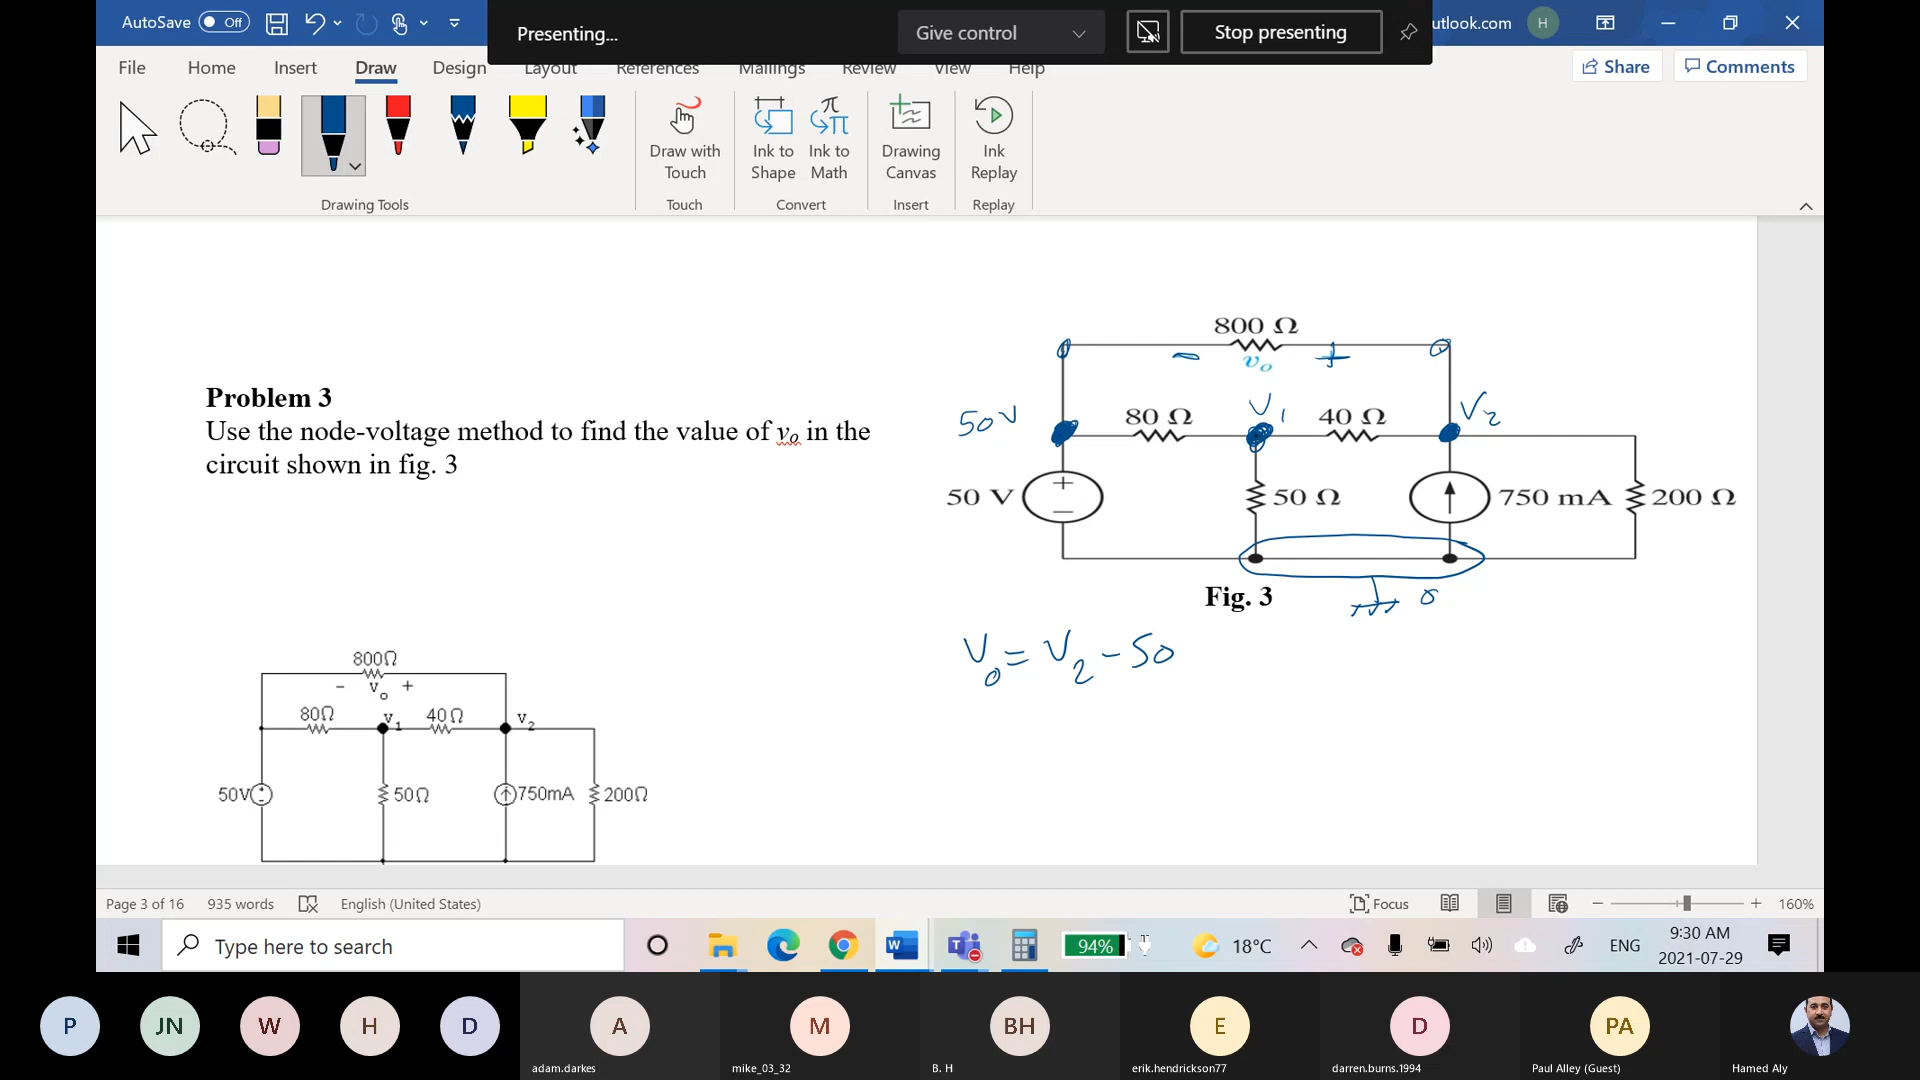 AutoSave Off
Presenting...
Give control
Stop presenting
utlook.com
H
File Home Insert Draw Design Layout References Mailings Review View Help
Share
Comments
Draw with Touch
Ink to Shape
Ink to Math
Drawing Canvas
Ink Replay
Drawing Tools
Touch
Convert
Insert
Replay
Problem 3
Use the node-voltage method to find the value of vo in the
circuit shown in fig. 3
800 Ω
- vo +
50V
80 Ω
V1
40 Ω
V2
50 V
+
−
50 Ω
750 mA
200 Ω
Fig. 3
0
V0 = V2 - 50
800Ω
− Vo +
80Ω
V1
40Ω
V2
50V
50Ω
750mA
200Ω
Page 3 of 16
935 words
English (United States)
Focus
− + 160%
Type here to search
94%
18°C
ENG
9:30 AM
2021-07-29
P
JN
W
H
D
A
M
BH
E
D
PA
adam.darkes
mike_03_32
B. H
erik.hendrickson77
darren.burns.1994
Paul Alley (Guest)
Hamed Aly